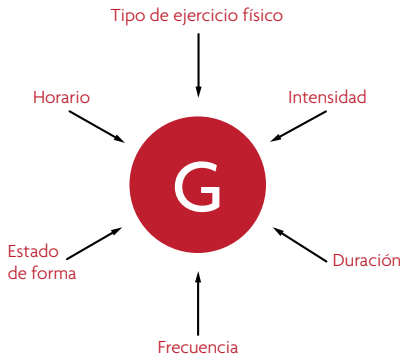 Tipo de ejercicio físico
Horario
Intensidad
G
Estado
de forma
Duración
Frecuencia